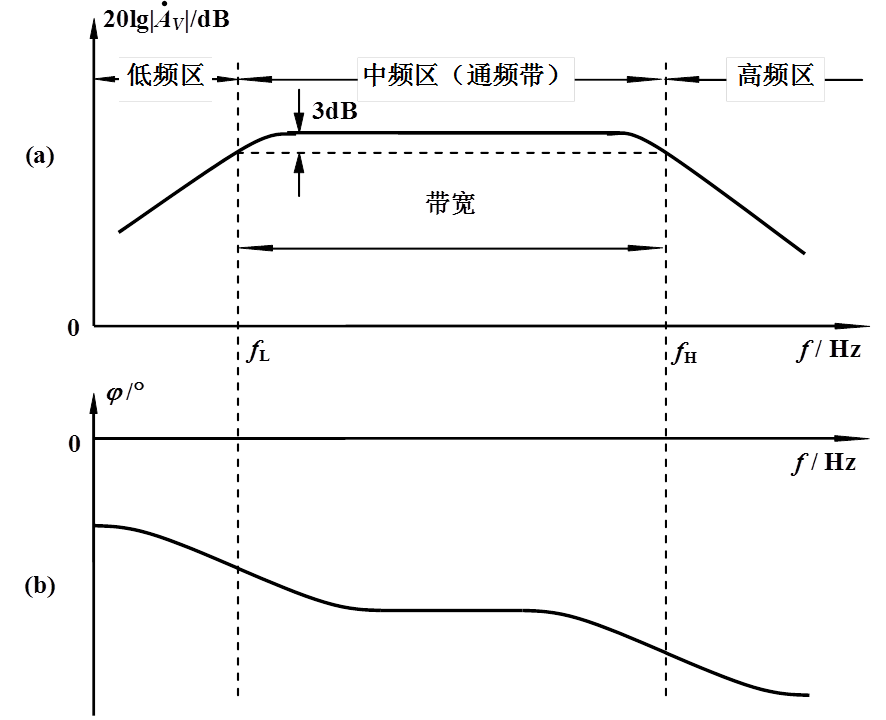 20lg|Ȧ_V|/dB
低频区 中频区（通频带） 高频区
3dB
(a)
带宽
0
f_L f_H f / Hz
φ/°
0
f / Hz
(b)